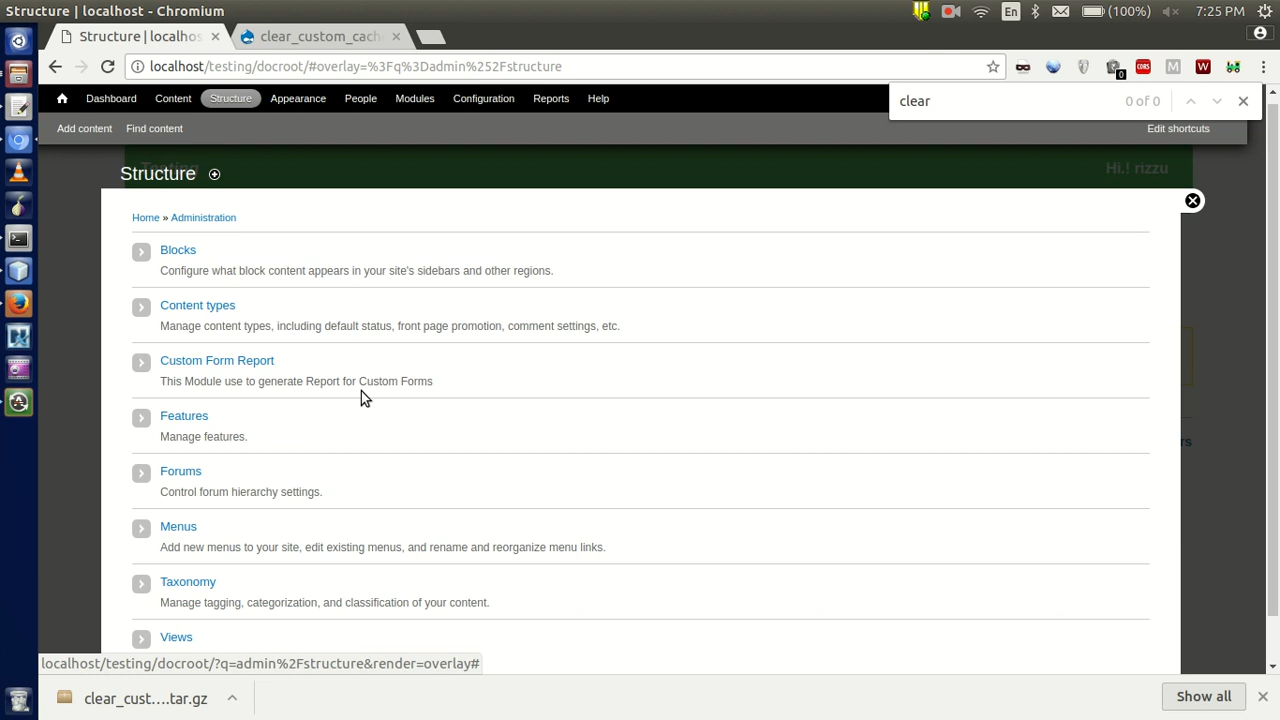 Structure | localhost - Chromium
En
(100%)
7:25 PM
Structure | localhos
clear_custom_cach
localhost/testing/docroot/#overlay=%3Fq%3Dadmin%252Fstructure
0
CORS
M
W
Dashboard
Content
Structure
Appearance
People
Modules
Configuration
Reports
Help
clear
0 of 0
Add content
Find content
Edit shortcuts
Testing
Hi.! rizzu
Structure
Home » Administration
Blocks
Configure what block content appears in your site's sidebars and other regions.
Content types
Manage content types, including default status, front page promotion, comment settings, etc.
Custom Form Report
This Module use to generate Report for Custom Forms
Features
Manage features.
rs
Forums
Control forum hierarchy settings.
Menus
Add new menus to your site, edit existing menus, and rename and reorganize menu links.
Taxonomy
Manage tagging, categorization, and classification of your content.
Views
localhost/testing/docroot/?q=admin%2Fstructure&render=overlay#
clear_cust....tar.gz
Show all